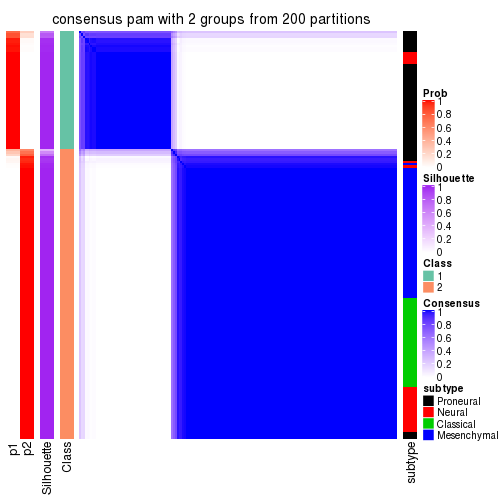 consensus pam with 2 groups from 200 partitions
Prob
1
0.8
0.6
0.4
0.2
0
Silhouette
1
0.8
0.6
0.4
0.2
0
Class
1
2
Consensus
1
0.8
0.6
0.4
0.2
0
subtype
Proneural
Neural
Classical
Mesenchymal
p1
p2
Silhouette
Class
subtype